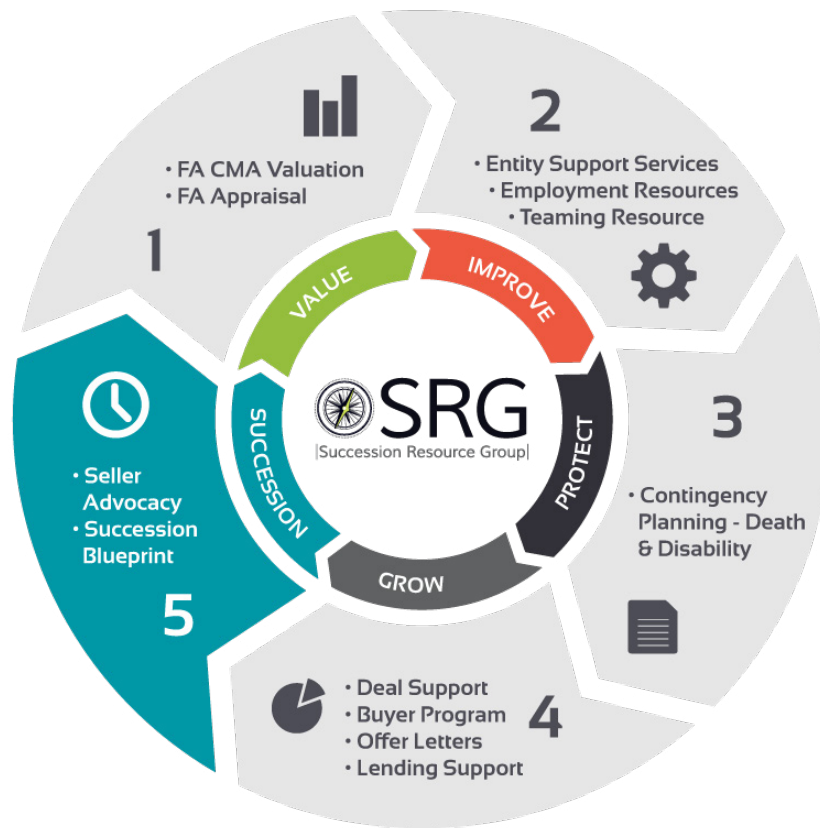 1
• FA CMA Valuation
• FA Appraisal
2
• Entity Support Services
• Employment Resources
• Teaming Resource
3
• Contingency
Planning - Death
& Disability
4
• Deal Support
• Buyer Program
• Offer Letters
• Lending Support
5
• Seller
Advocacy
• Succession
Blueprint
VALUE
IMPROVE
PROTECT
GROW
SUCCESSION
SRG
|Succession Resource Group|